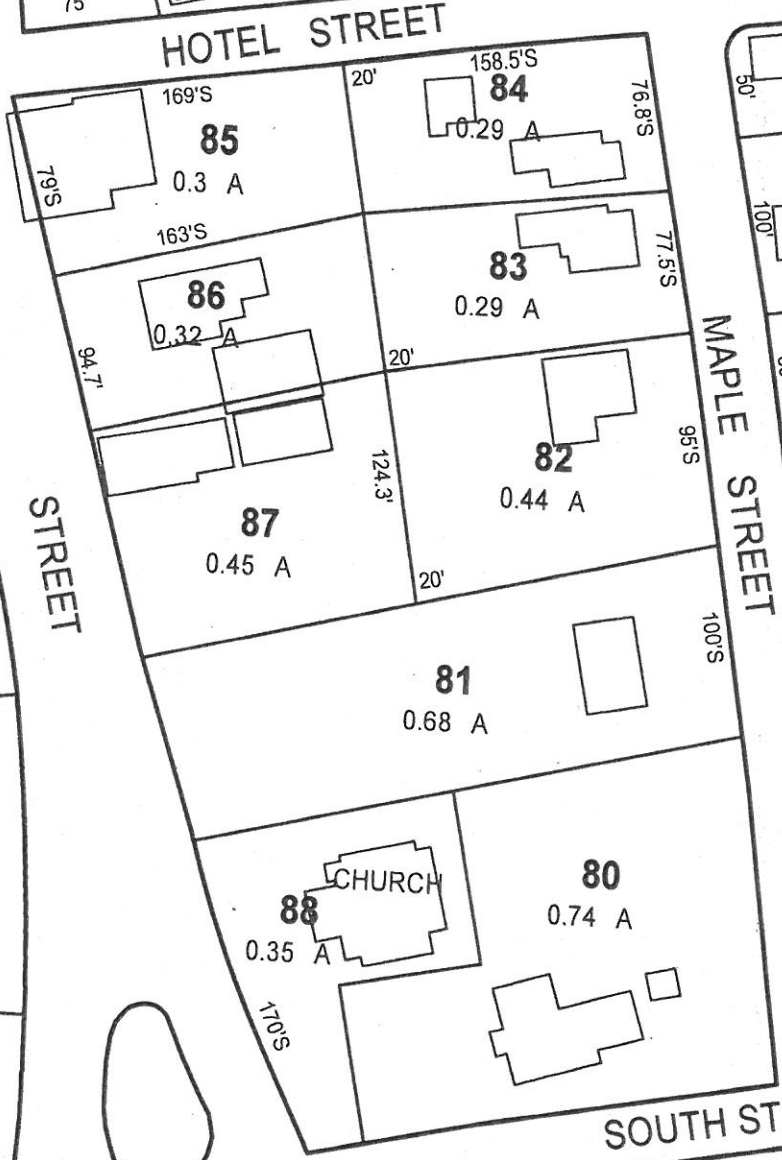 75
HOTEL STREET
169'S
20'
158.5'S
84
0.29 A
76.8'S
50'
85
0.3 A
79'S
163'S
100'
83
0.29 A
77.5'S
86
0.32 A
94.7'
20'
MAPLE STREET
82
0.44 A
95'S
124.3'
87
0.45 A
STREET
20'
81
0.68 A
100'S
CHURCH
88
0.35 A
80
0.74 A
170'S
SOUTH ST